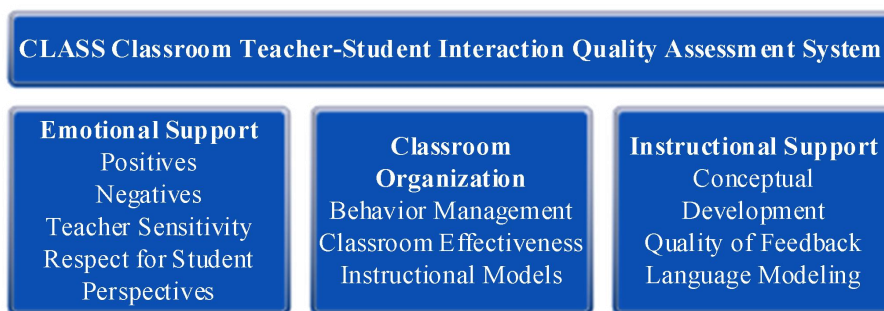 CLASS Classroom Teacher-Student Interaction Quality Assessment System
Emotional Support
Positives
Negatives
Teacher Sensitivity
Respect for Student
Perspectives
Classroom
Organization
Behavior Management
Classroom Effectiveness
Instructional Models
Instructional Support
Conceptual
Development
Quality of Feedback
Language Modeling